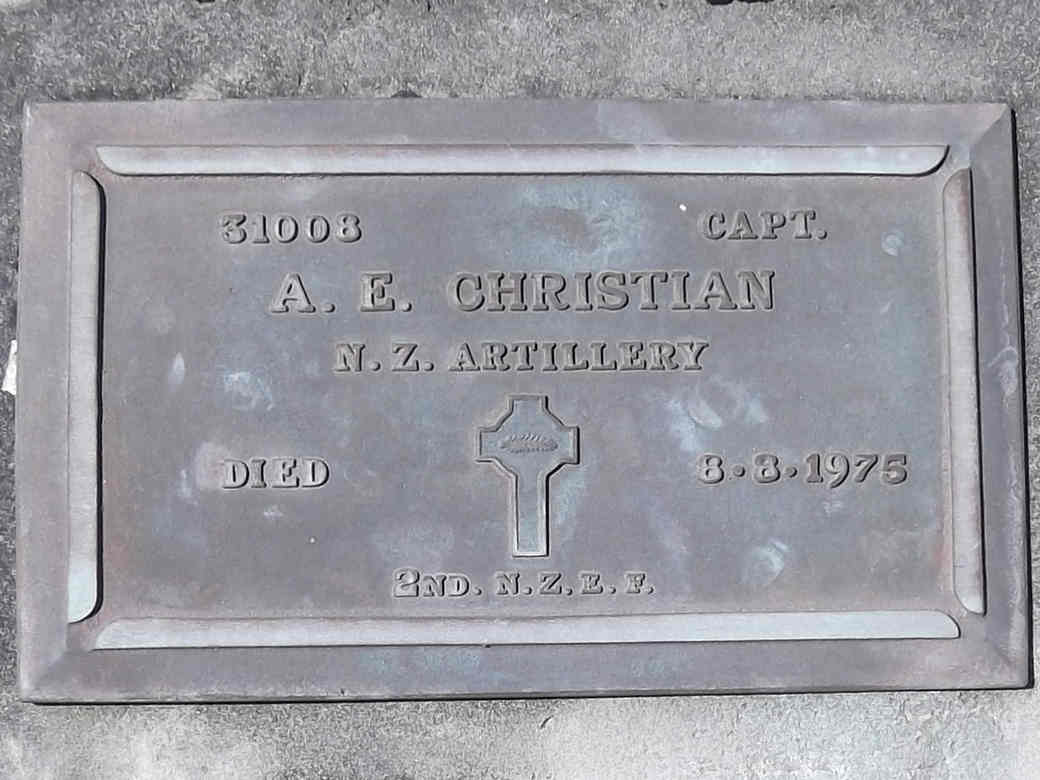 31008 CAPT.
A. E. CHRISTIAN
N. Z. ARTILLERY
DIED 8·8·1975
2ND. N. Z. E. F.